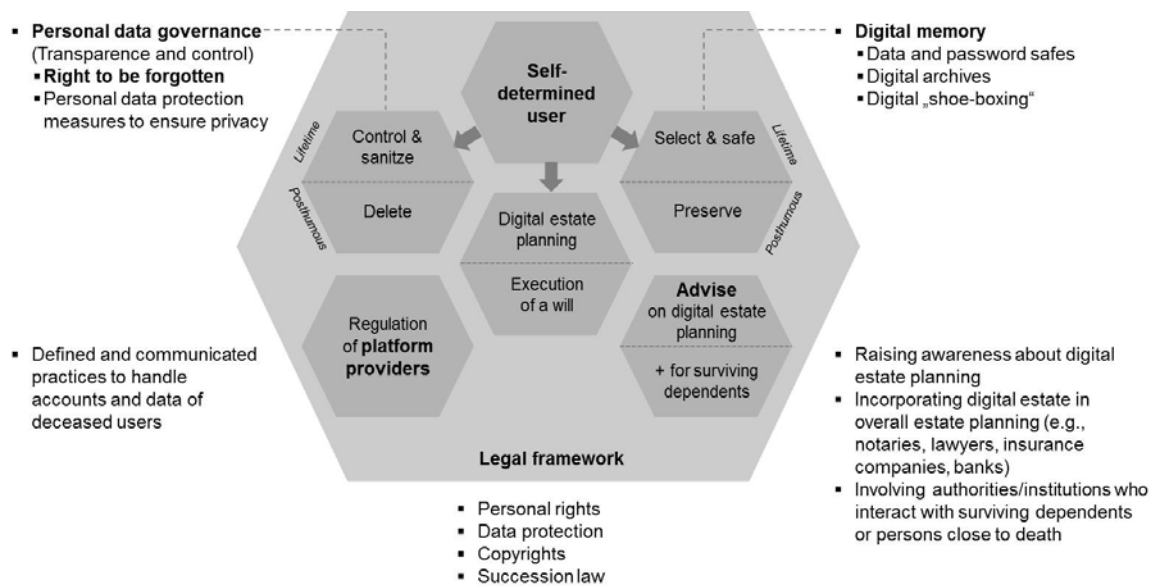 ▪ Personal data governance
(Transparence and control)
▪ Right to be forgotten
▪ Personal data protection
measures to ensure privacy
Self-
determined
user
▪ Digital memory
▪ Data and password safes
▪ Digital archives
▪ Digital „shoe-boxing“
Lifetime
Control &
sanitze
Posthumous
Delete
Select & safe
Lifetime
Preserve
Posthumous
Digital estate
planning
Execution
of a will
Regulation
of platform
providers
Advise
on digital estate
planning
+ for surviving
dependents
▪ Defined and communicated
practices to handle
accounts and data of
deceased users
▪ Raising awareness about digital
estate planning
▪ Incorporating digital estate in
overall estate planning (e.g.,
notaries, lawyers, insurance
companies, banks)
▪ Involving authorities/institutions who
interact with surviving dependents
or persons close to death
Legal framework
▪ Personal rights
▪ Data protection
▪ Copyrights
▪ Succession law